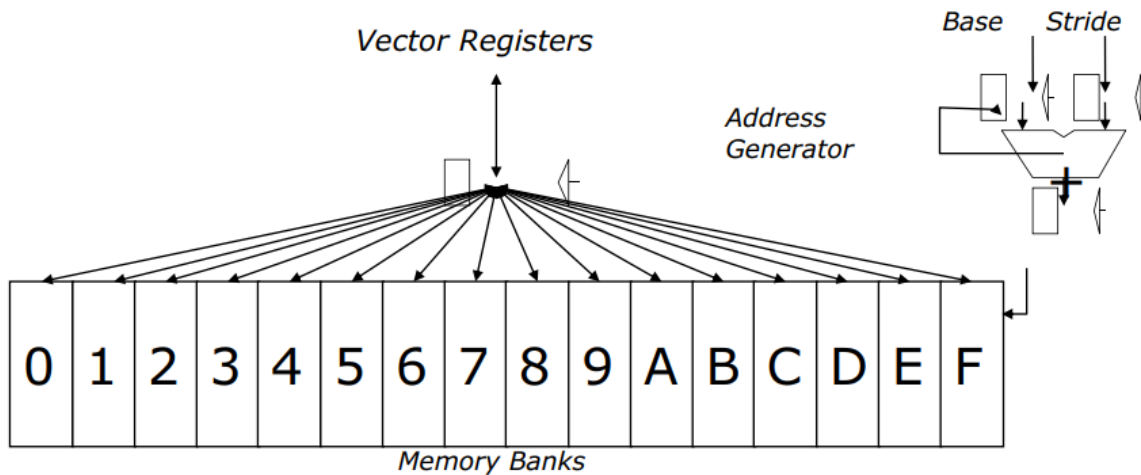 Base Stride
Vector Registers
Address
Generator
+
0 1 2 3 4 5 6 7 8 9 A B C D E F
Memory Banks